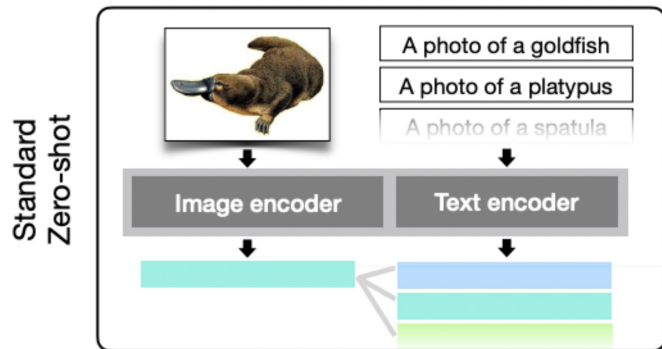 Standard
Zero-shot
A photo of a goldfish
A photo of a platypus
A photo of a spatula
Image encoder
Text encoder